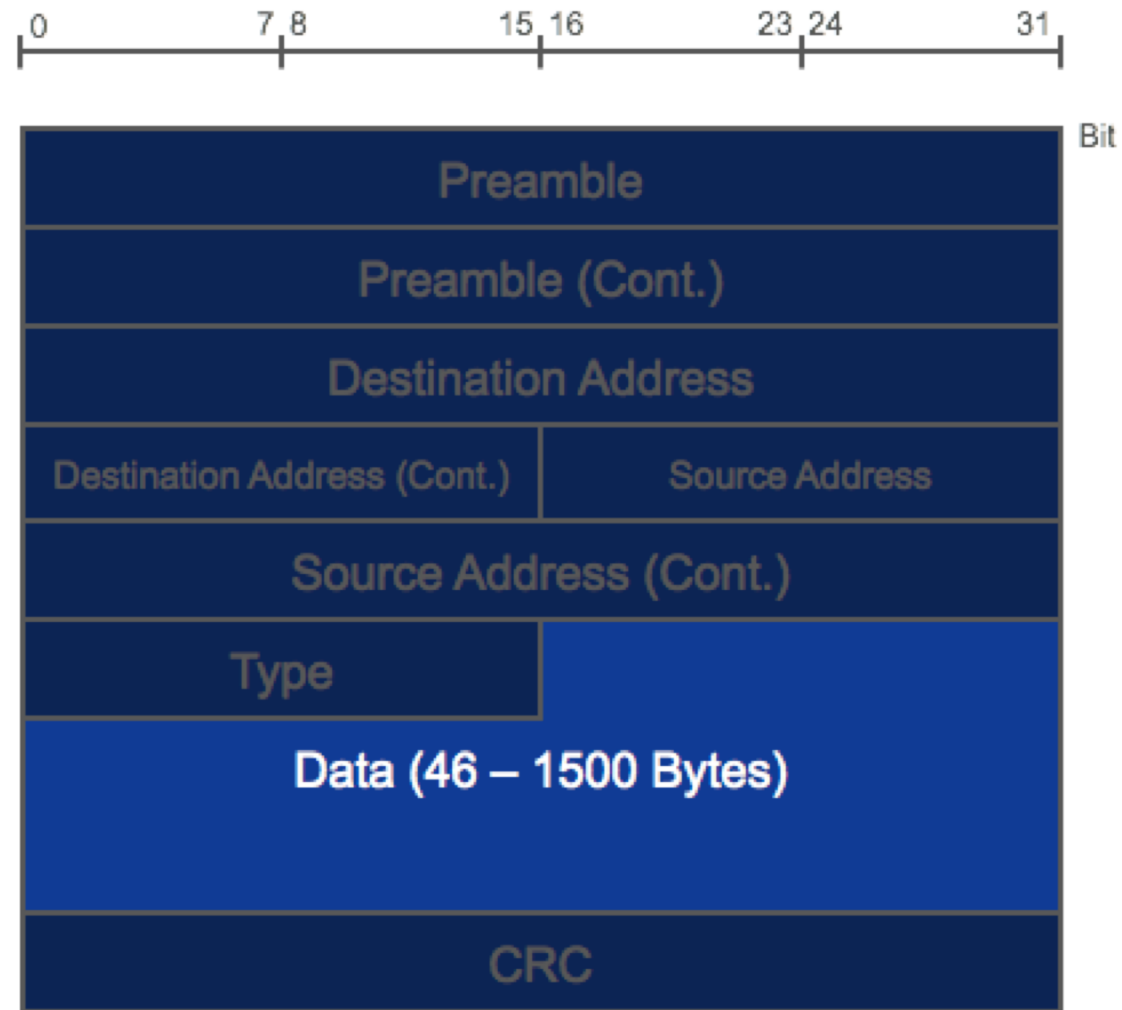 0 7 8 15 16 23 24 31
Bit
Preamble
Preamble (Cont.)
Destination Address
Destination Address (Cont.) Source Address
Source Address (Cont.)
Type
Data (46 – 1500 Bytes)
CRC